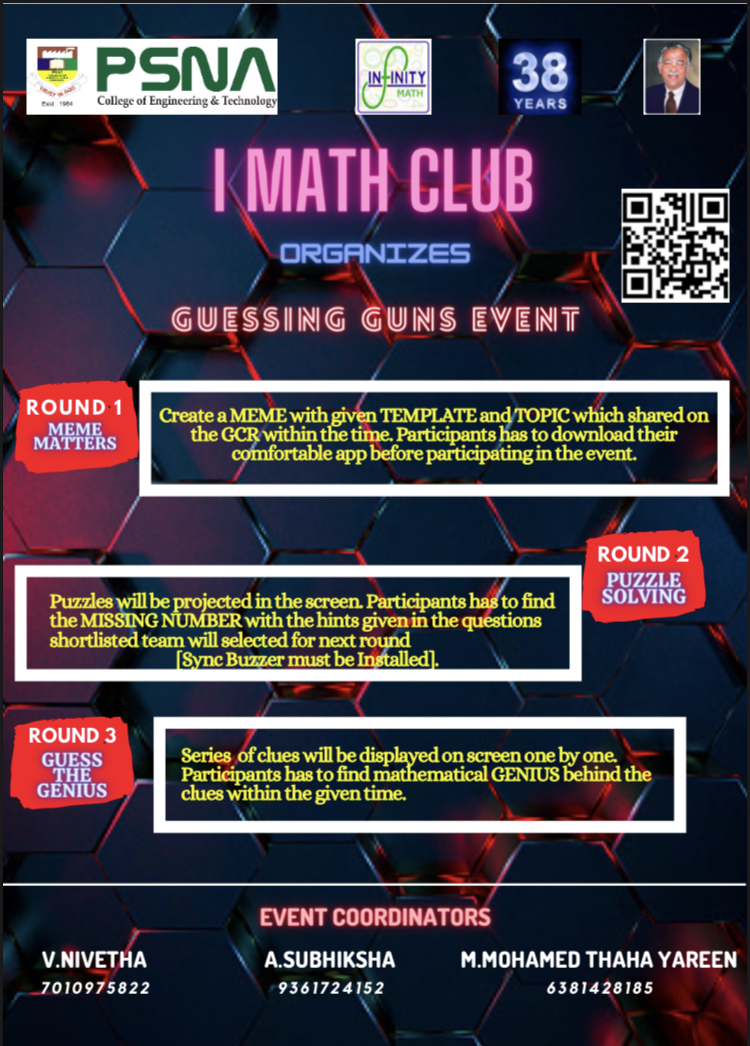 PSNA
College of Engineering & Technology
Estd - 1984
INFINITY
MATH
38
YEARS
I MATH CLUB
ORGANIZES
GUESSING GUNS EVENT
ROUND 1
MEME
MATTERS
Create a MEME with given TEMPLATE and TOPIC which shared on
the GCR within the time. Participants has to download their
comfortable app before participating in the event.
ROUND 2
PUZZLE
SOLVING
Puzzles will be projected in the screen. Participants has to find
the MISSING NUMBER with the hints given in the questions
shortlisted team will selected for next round
[Sync Buzzer must be Installed].
ROUND 3
GUESS
THE
GENIUS
Series of clues will be displayed on screen one by one.
Participants has to find mathematical GENIUS behind the
clues within the given time.
EVENT COORDINATORS
V.NIVETHA
7010975822
A.SUBHIKSHA
9361724152
M.MOHAMED THAHA YAREEN
6381428185